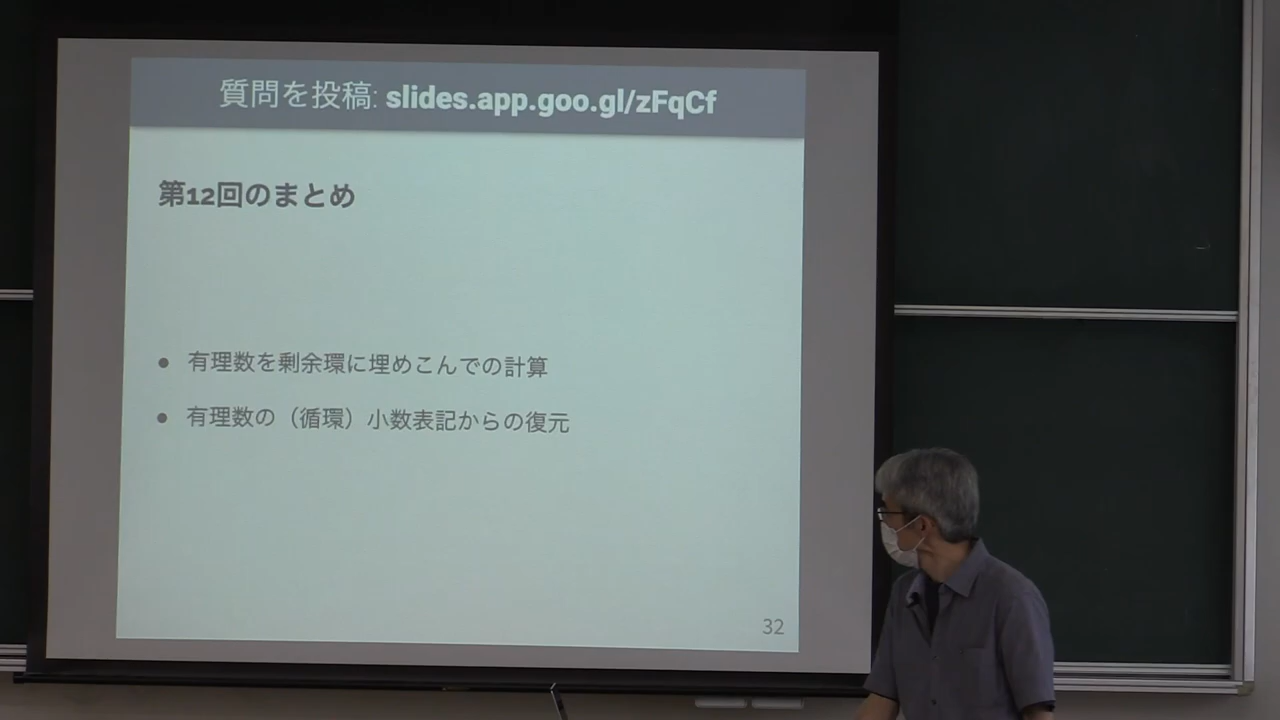 質問を投稿: slides.app.goo.gl/zFqCf
第12回のまとめ
● 有理数を剰余環に埋めこんでの計算
● 有理数の（循環）小数表記からの復元
32